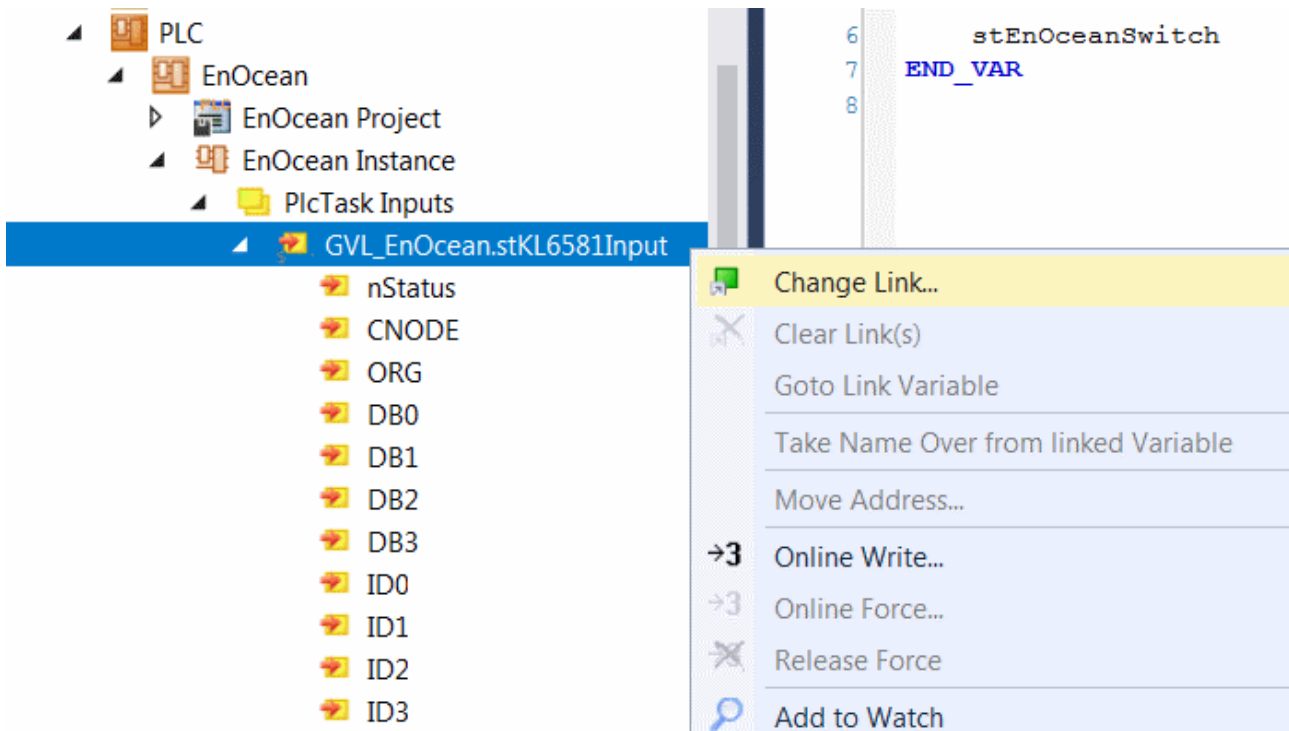 PLC
EnOcean
EnOcean Project
EnOcean Instance
PlcTask Inputs
GVL_EnOcean.stKL6581Input
nStatus
CNODE
ORG
DB0
DB1
DB2
DB3
ID0
ID1
ID2
ID3
6 stEnOceanSwitch
7 END_VAR
8
Change Link...
Clear Link(s)
Goto Link Variable
Take Name Over from linked Variable
Move Address...
→3 Online Write...
→3 Online Force...
Release Force
Add to Watch